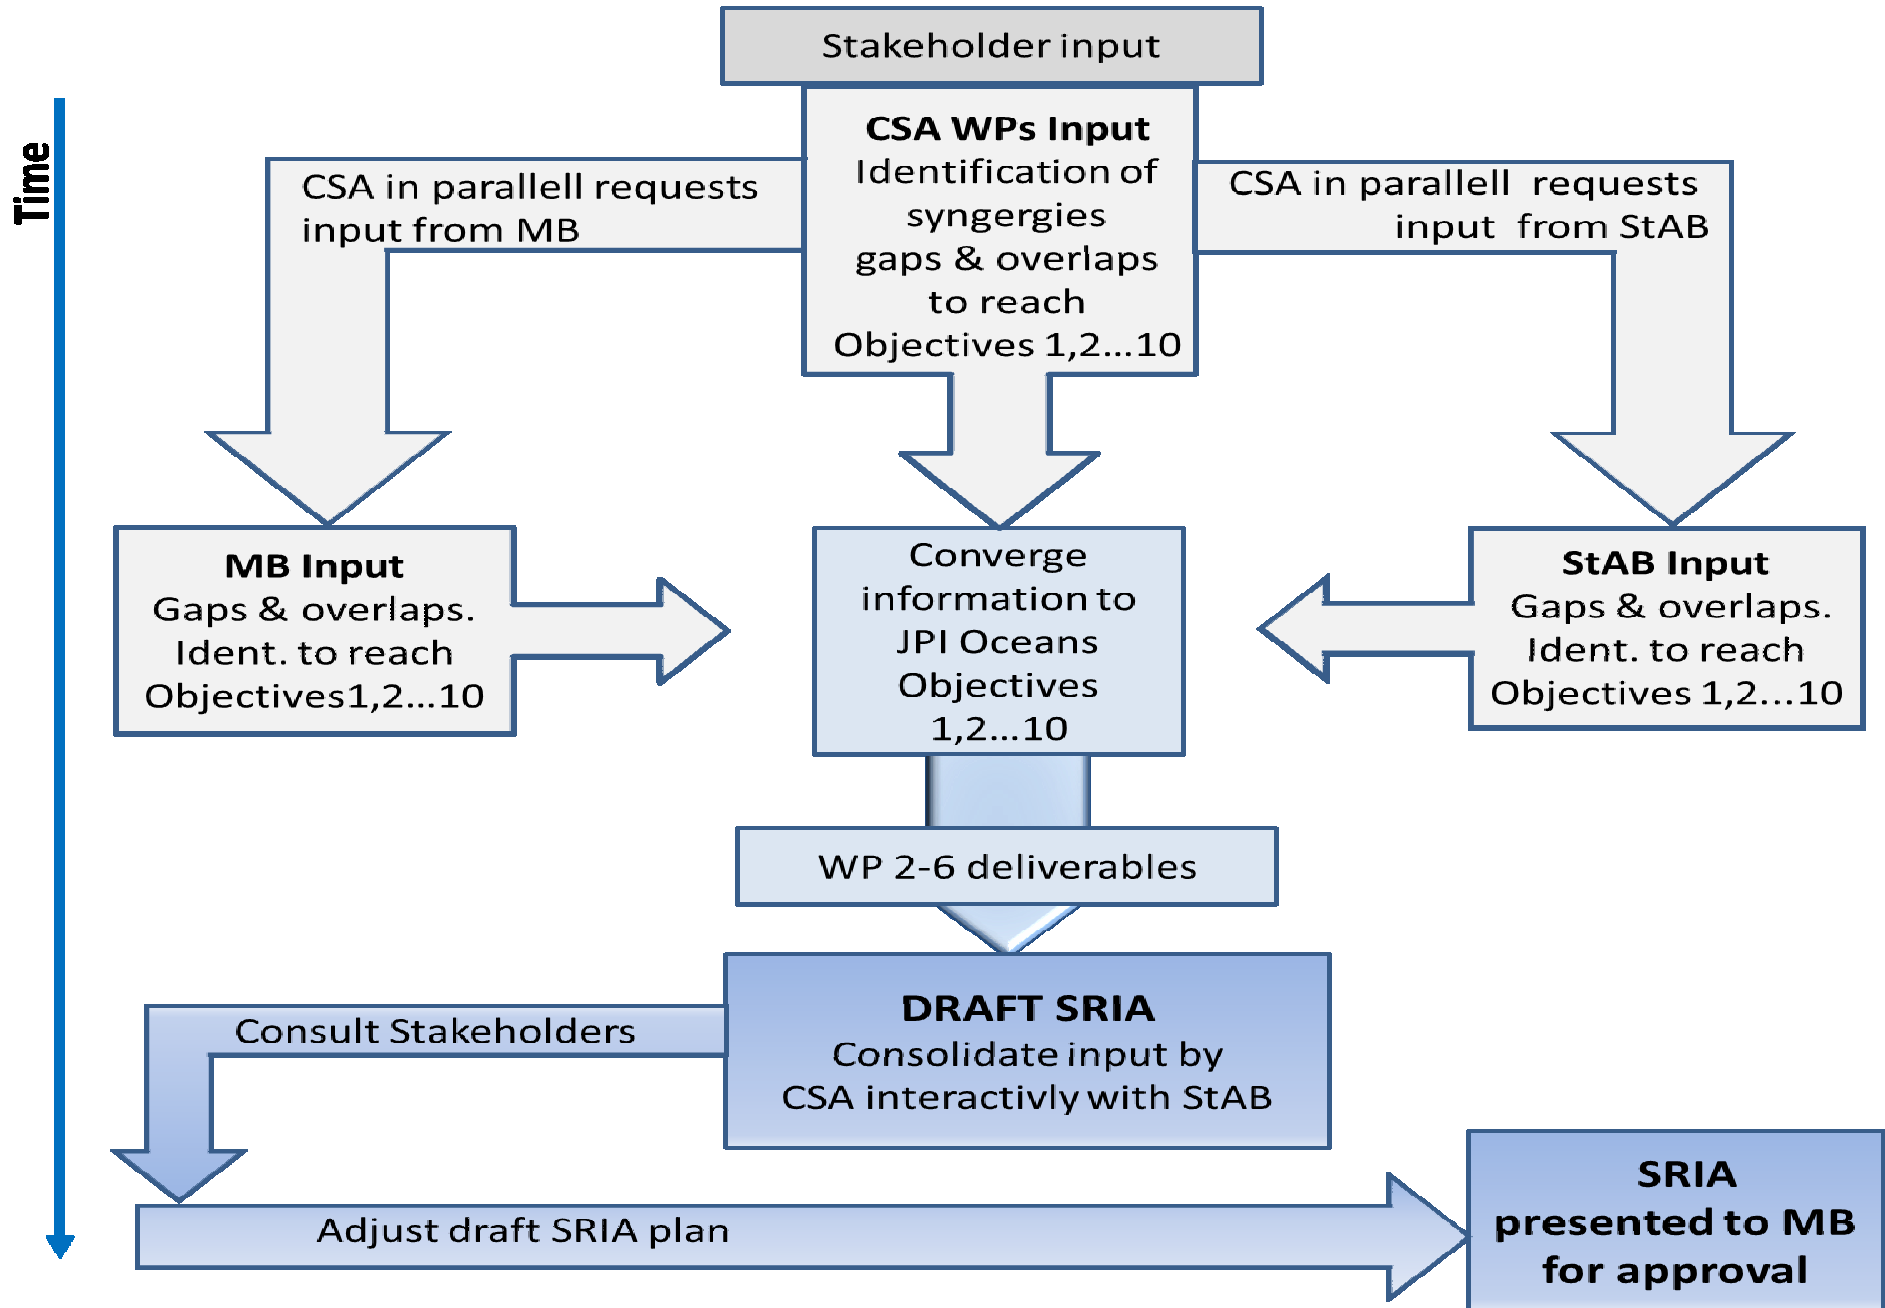 Stakeholder input
Time
CSA WPs Input
Identification of
syngergies
gaps & overlaps
to reach
Objectives 1,2...10
CSA in parallell requests
input from MB
CSA in parallell requests
input from StAB
MB Input
Gaps & overlaps.
Ident. to reach
Objectives1,2...10
Converge
information to
JPI Oceans
Objectives
1,2...10
StAB Input
Gaps & overlaps.
Ident. to reach
Objectives 1,2...10
WP 2-6 deliverables
DRAFT SRIA
Consolidate input by
CSA interactivly with StAB
Consult Stakeholders
Adjust draft SRIA plan
SRIA
presented to MB
for approval